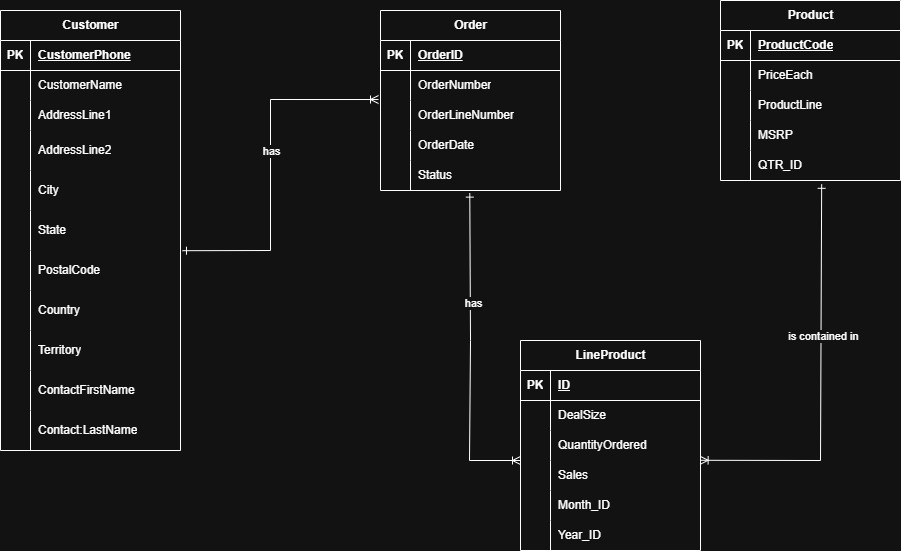 Customer
PK CustomerPhone
CustomerName
AddressLine1
AddressLine2
City
State
PostalCode
Country
Territory
ContactFirstName
Contact:LastName
has
Order
PK OrderID
OrderNumber
OrderLineNumber
OrderDate
Status
has
Product
PK ProductCode
PriceEach
ProductLine
MSRP
QTR_ID
is contained in
LineProduct
PK ID
DealSize
QuantityOrdered
Sales
Month_ID
Year_ID